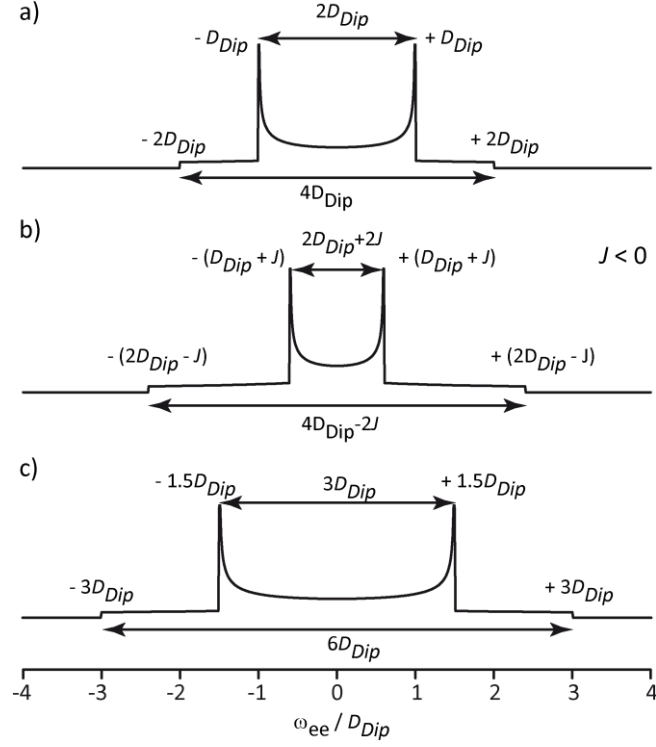 a)
2D_Dip
- D_Dip
+ D_Dip
- 2D_Dip
+ 2D_Dip
4D_Dip
b)
2D_Dip+2J
- (D_Dip + J)
+ (D_Dip + J)
J < 0
- (2D_Dip - J)
+(2D_Dip - J)
4D_Dip-2J
c)
- 1.5D_Dip
3D_Dip
+ 1.5D_Dip
- 3D_Dip
+ 3D_Dip
6D_Dip
-4 -3 -2 -1 0 1 2 3 4
ω_ee / D_Dip